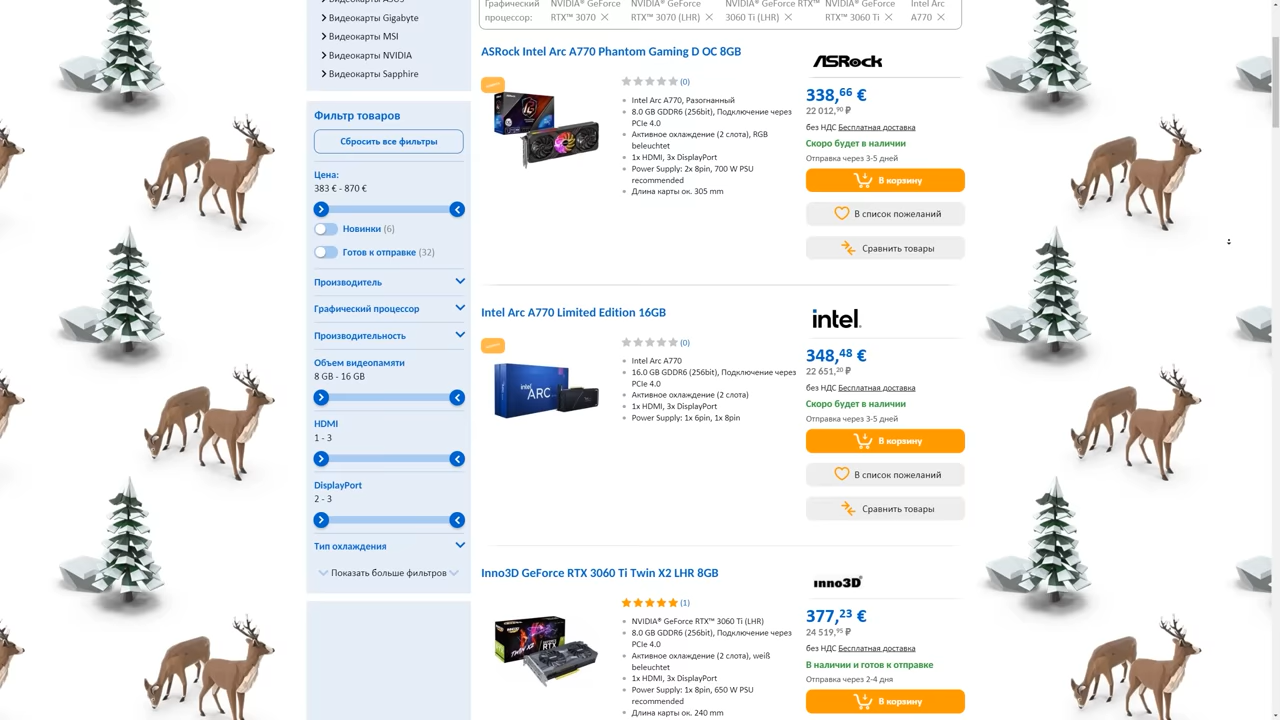 Видеокарты ASUS
Видеокарты Gigabyte
Видеокарты MSI
Видеокарты NVIDIA
Видеокарты Sapphire
Фильтр товаров
Сбросить все фильтры
Цена:
383 € - 870 €
Новинки (6)
Готов к отправке (32)
Производитель
Графический процессор
Производительность
Объем видеопамяти
8 GB - 16 GB
HDMI
1 - 3
DisplayPort
2 - 3
Тип охлаждения
Показать больше фильтров
Графический процессор:
NVIDIA® GeForce RTX™ 3070
NVIDIA® GeForce RTX™ 3070 (LHR)
NVIDIA® GeForce RTX™ 3060 Ti (LHR)
NVIDIA® GeForce RTX™ 3060 Ti
Intel Arc A770
ASRock Intel Arc A770 Phantom Gaming D OC 8GB
(0)
Intel Arc A770, Разогнанный
8.0 GB GDDR6 (256bit), Подключение через
PCIe 4.0
Активное охлаждение (2 слота), RGB
beleuchtet
1x HDMI, 3x DisplayPort
Power Supply: 2x 8pin, 700 W PSU
recommended
Длина карты ок. 305 mm
ASRock
338,66 €
22 012,90 ₽
без НДС Бесплатная доставка
Скоро будет в наличии
Отправка через 3-5 дней
В корзину
В список пожеланий
Сравнить товары
Intel Arc A770 Limited Edition 16GB
(0)
intel ARC
Intel Arc A770
16.0 GB GDDR6 (256bit), Подключение через
PCIe 4.0
Активное охлаждение (2 слота)
1x HDMI, 3x DisplayPort
Power Supply: 1x 6pin, 1x 8pin
intel.
348,48 €
22 651,20 ₽
без НДС Бесплатная доставка
Скоро будет в наличии
Отправка через 3-5 дней
В корзину
В список пожеланий
Сравнить товары
Inno3D GeForce RTX 3060 Ti Twin X2 LHR 8GB
(1)
NVIDIA® GeForce RTX™ 3060 Ti (LHR)
8.0 GB GDDR6 (256bit), Подключение через
PCIe 4.0
Активное охлаждение (2 слота), weiß
beleuchtet
1x HDMI, 3x DisplayPort
Power Supply: 1x 8pin, 650 W PSU
recommended
Длина карты ок. 240 mm
inno3D®
377,23 €
24 519,95 ₽
без НДС Бесплатная доставка
В наличии и готов к отправке
Отправка через 2-4 дня
В корзину